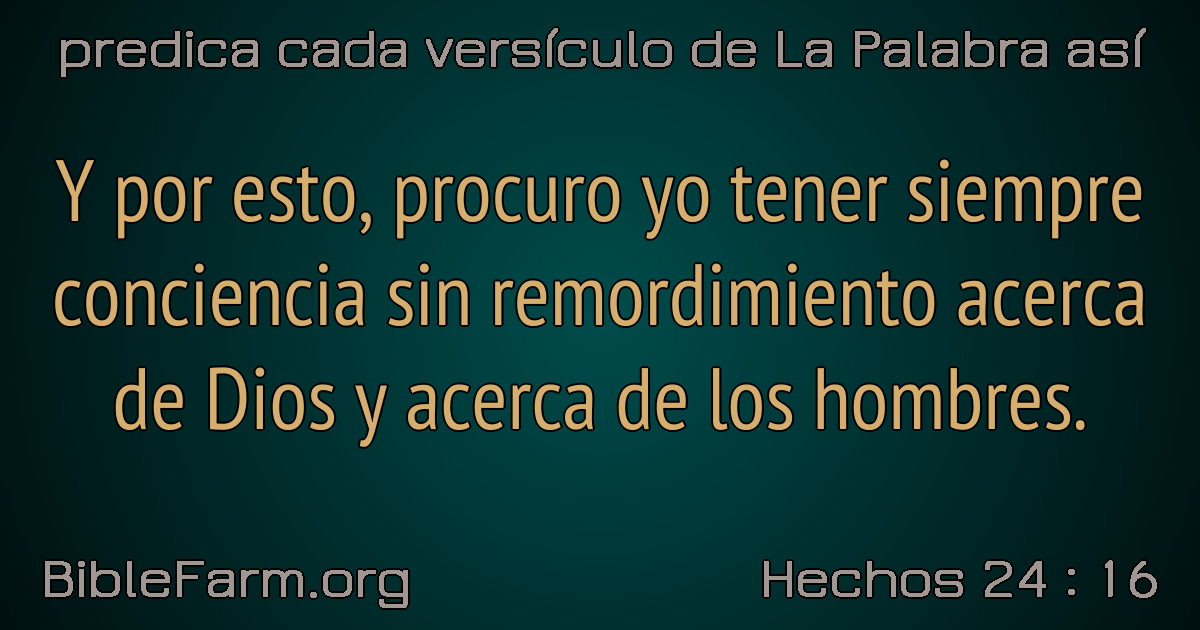 predica cada versículo de La Palabra así
Y por esto, procuro yo tener siempre
conciencia sin remordimiento acerca
de Dios y acerca de los hombres.
BibleFarm.org
Hechos 24 : 16